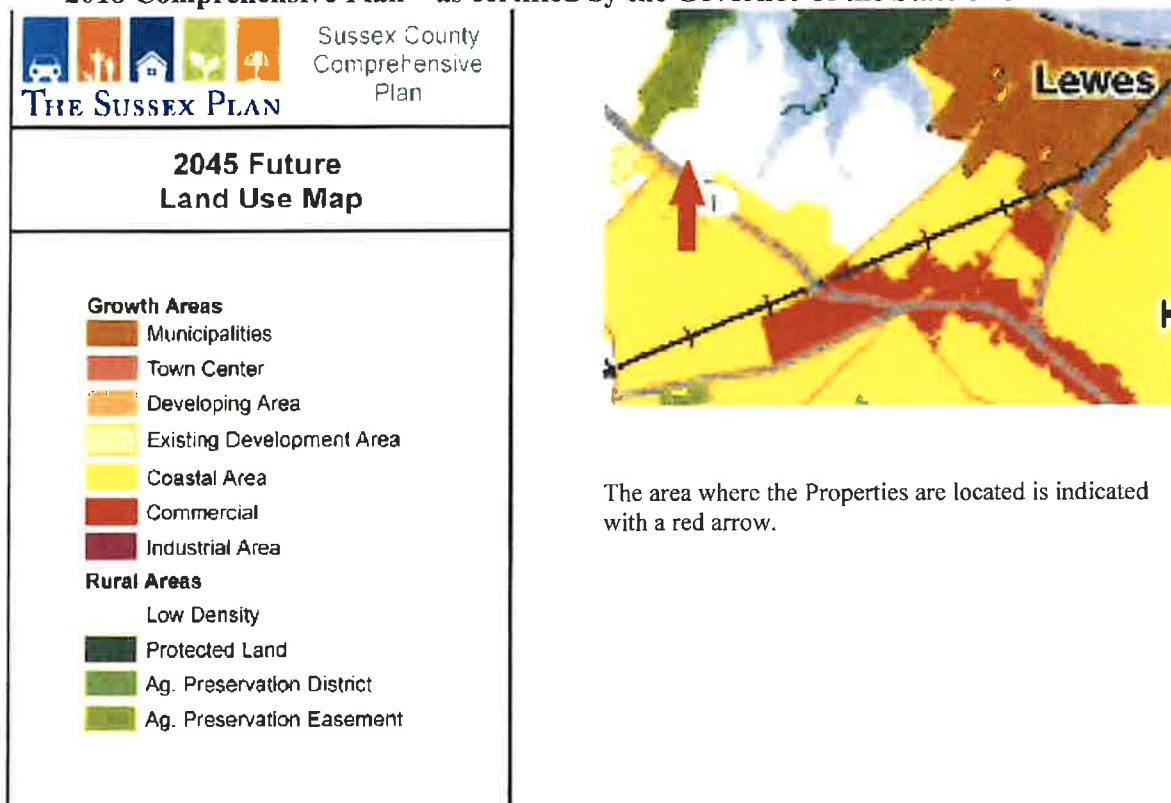 Sussex County
Comprehensive
Plan
THE SUSSEX PLAN
2045 Future
Land Use Map
Growth Areas
Municipalities
Town Center
Developing Area
Existing Development Area
Coastal Area
Commercial
Industrial Area
Rural Areas
Low Density
Protected Land
Ag. Preservation District
Ag. Preservation Easement
Lewes
1
H
The area where the Properties are located is indicated
with a red arrow.